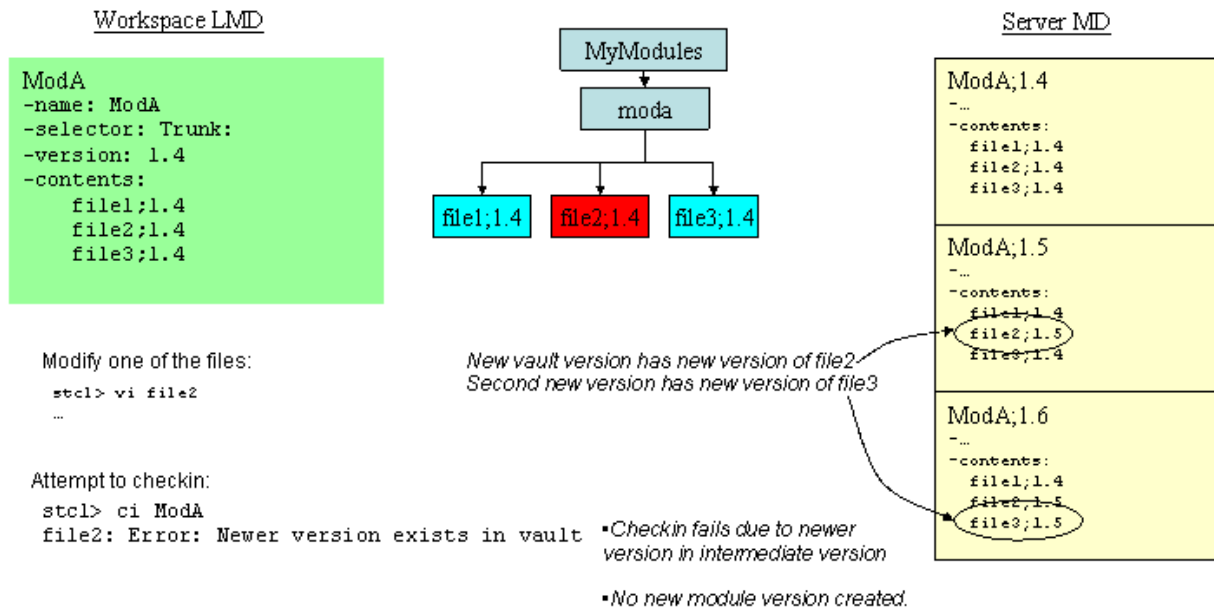 Workspace LMD
ModA
-name: ModA
-selector: Trunk:
-version: 1.4
-contents:
file1;1.4
file2;1.4
file3;1.4
Modify one of the files:
stcl> vi file2
…
Attempt to checkin:
stcl> ci ModA
file2: Error: Newer version exists in vault
MyModules
moda
file1;1.4
file2;1.4
file3;1.4
New vault version has new version of file2
Second new version has new version of file3
▪Checkin fails due to newer
version in intermediate version
▪No new module version created.
Server MD
ModA;1.4
-…
-contents:
file1;1.4
file2;1.4
file3;1.4
ModA;1.5
-…
-contents:
file1;1.4
file2;1.5
file3;1.4
ModA;1.6
-…
-contents:
file1;1.4
file2;1.5
file3;1.5